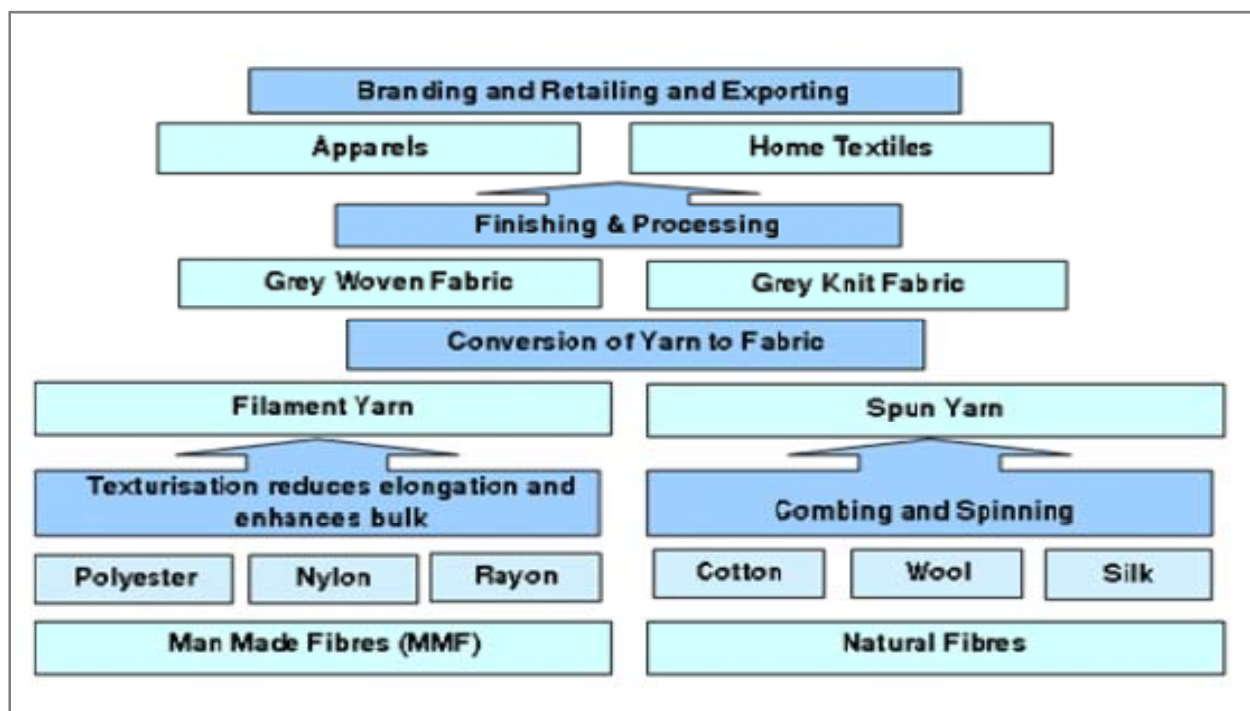 Branding and Retailing and Exporting
Apparels
Home Textiles
Finishing & Processing
Grey Woven Fabric
Grey Knit Fabric
Conversion of Yarn to Fabric
Filament Yarn
Spun Yarn
Texturisation reduces elongation and
enhances bulk
Combing and Spinning
Polyester
Nylon
Rayon
Cotton
Wool
Silk
Man Made Fibres (MMF)
Natural Fibres